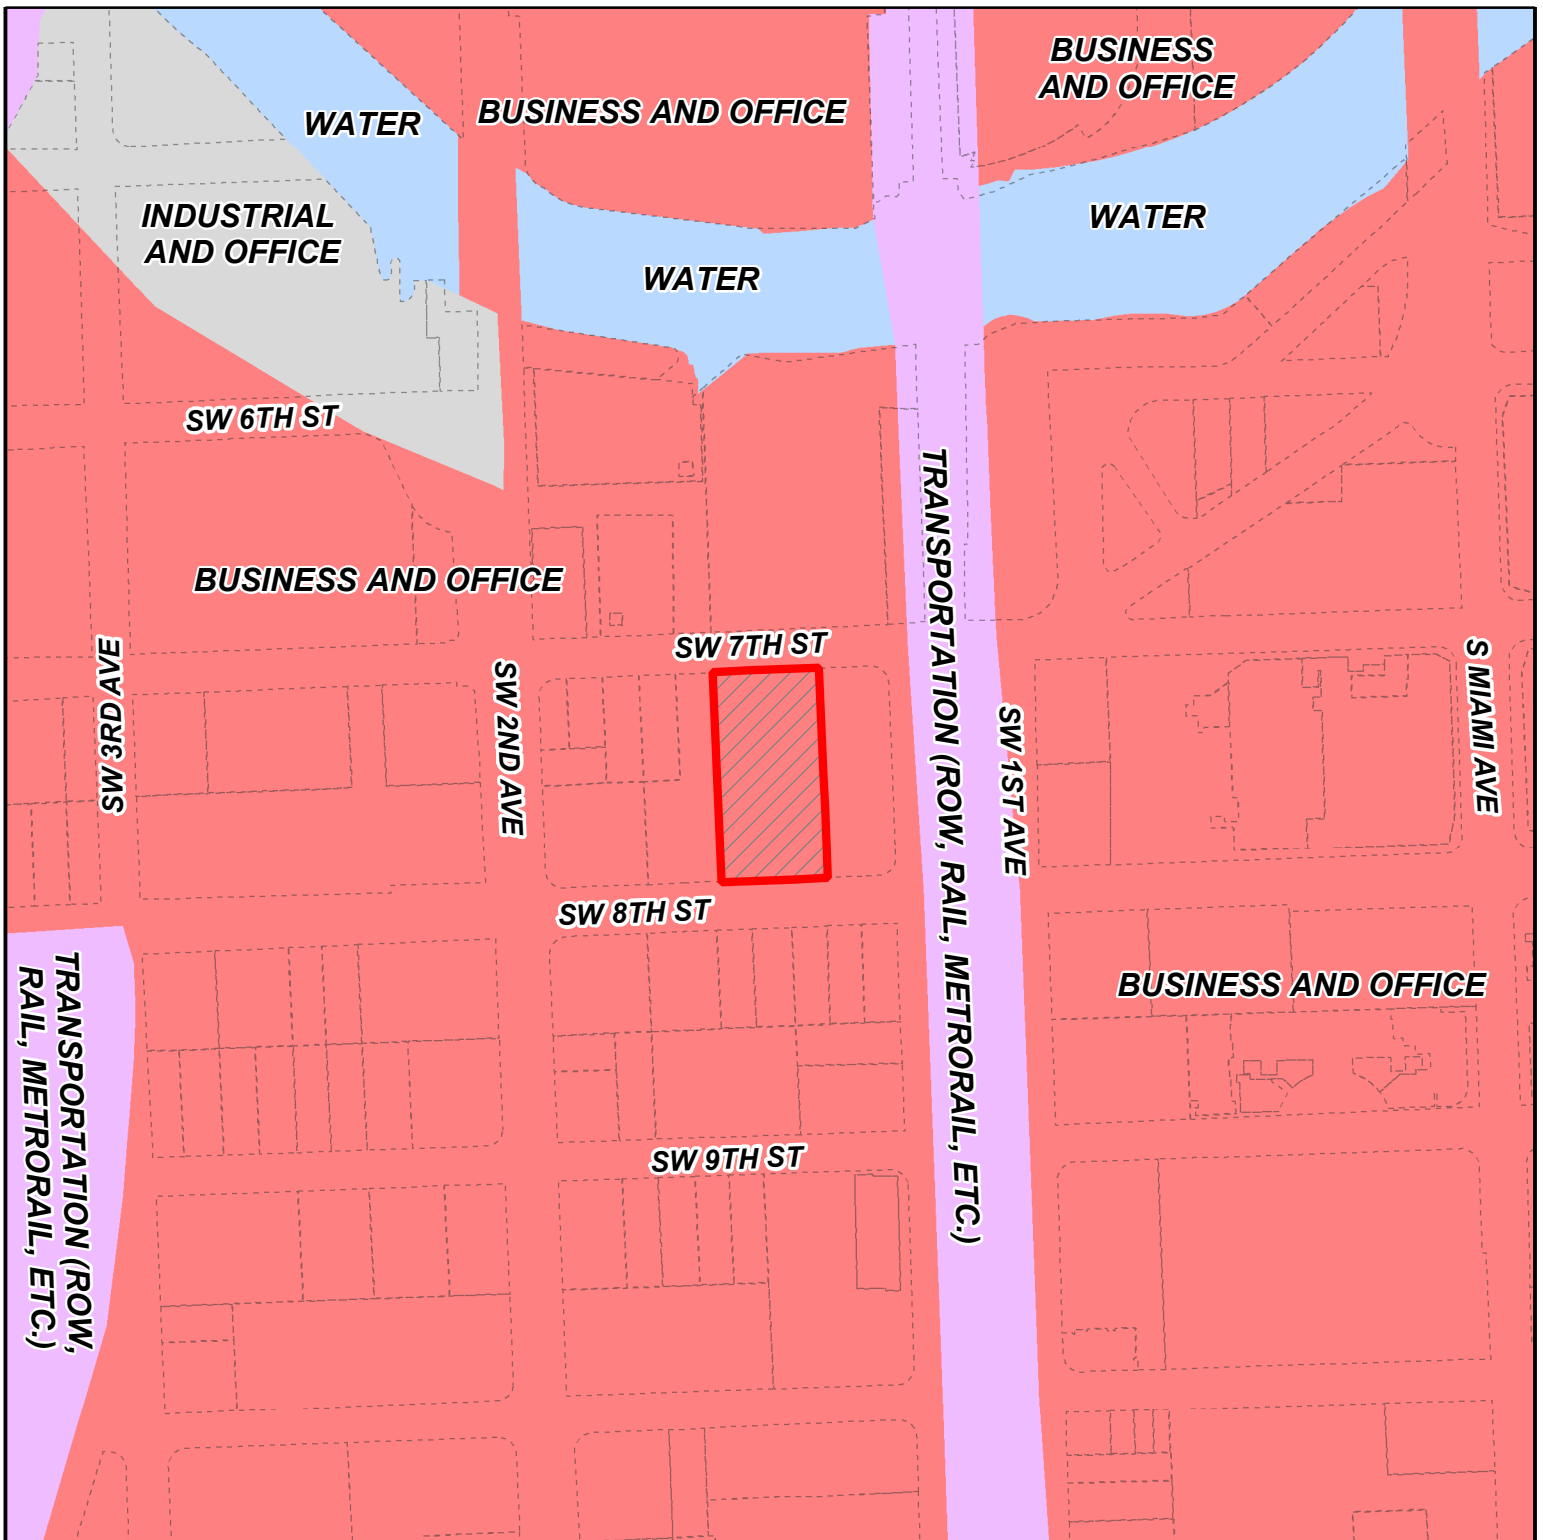 BUSINESS
AND OFFICE
BUSINESS AND OFFICE
WATER
INDUSTRIAL
AND OFFICE
WATER
WATER
SW 6TH ST
BUSINESS AND OFFICE
SW 7TH ST
SW 3RD AVE
SW 2ND AVE
TRANSPORTATION (ROW, RAIL, METRORAIL, ETC.)
SW 1ST AVE
S MIAMI AVE
SW 8TH ST
TRANSPORTATION (ROW,
RAIL, METRORAIL, ETC.)
BUSINESS AND OFFICE
SW 9TH ST